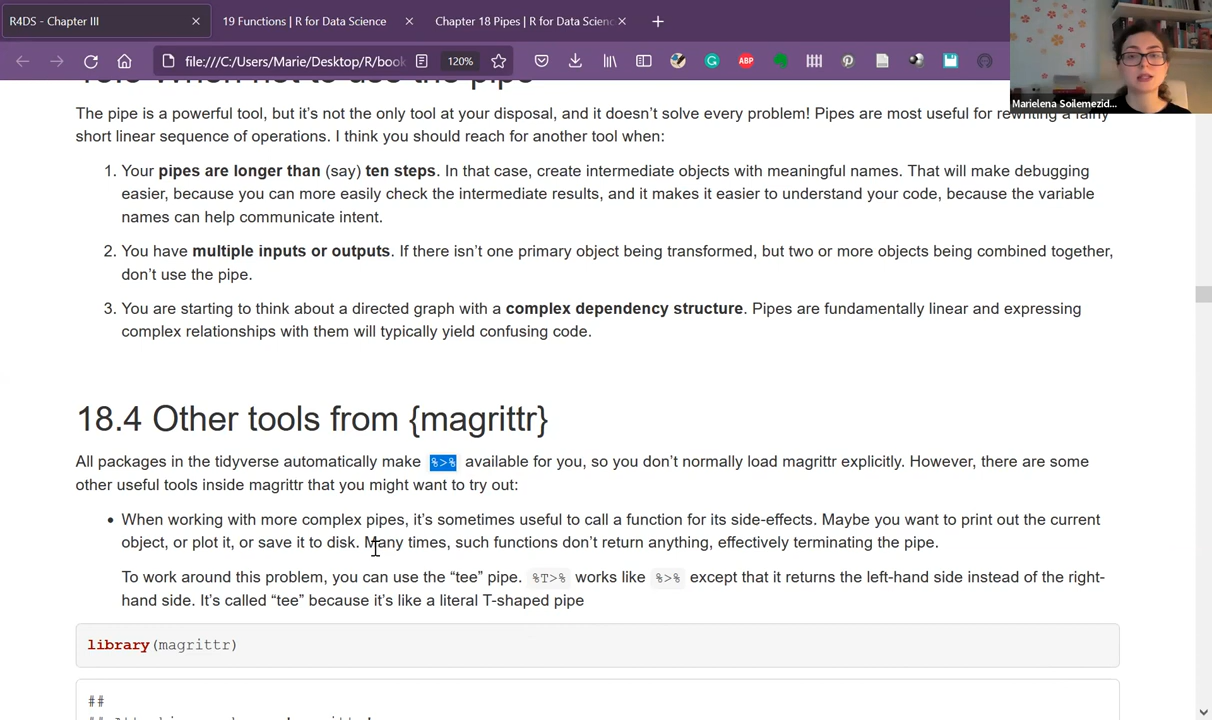 R4DS - Chapter III
19 Functions | R for Data Science
Chapter 18 Pipes | R for Data Scienc
file:///C:/Users/Marie/Desktop/R/book
120%
ABP
Marielena Soilemezid...
18.3 When not to use the pipe
The pipe is a powerful tool, but it's not the only tool at your disposal, and it doesn't solve every problem! Pipes are most useful for rewriting a fairly
short linear sequence of operations. I think you should reach for another tool when:
1. Your pipes are longer than (say) ten steps. In that case, create intermediate objects with meaningful names. That will make debugging
easier, because you can more easily check the intermediate results, and it makes it easier to understand your code, because the variable
names can help communicate intent.
2. You have multiple inputs or outputs. If there isn't one primary object being transformed, but two or more objects being combined together,
don't use the pipe.
3. You are starting to think about a directed graph with a complex dependency structure. Pipes are fundamentally linear and expressing
complex relationships with them will typically yield confusing code.
18.4 Other tools from {magrittr}
All packages in the tidyverse automatically make %>% available for you, so you don't normally load magrittr explicitly. However, there are some
other useful tools inside magrittr that you might want to try out:
• When working with more complex pipes, it's sometimes useful to call a function for its side-effects. Maybe you want to print out the current
object, or plot it, or save it to disk. Many times, such functions don't return anything, effectively terminating the pipe.
To work around this problem, you can use the “tee” pipe. %T>% works like %>% except that it returns the left-hand side instead of the right-
hand side. It's called “tee” because it's like a literal T-shaped pipe
library(magrittr)
##